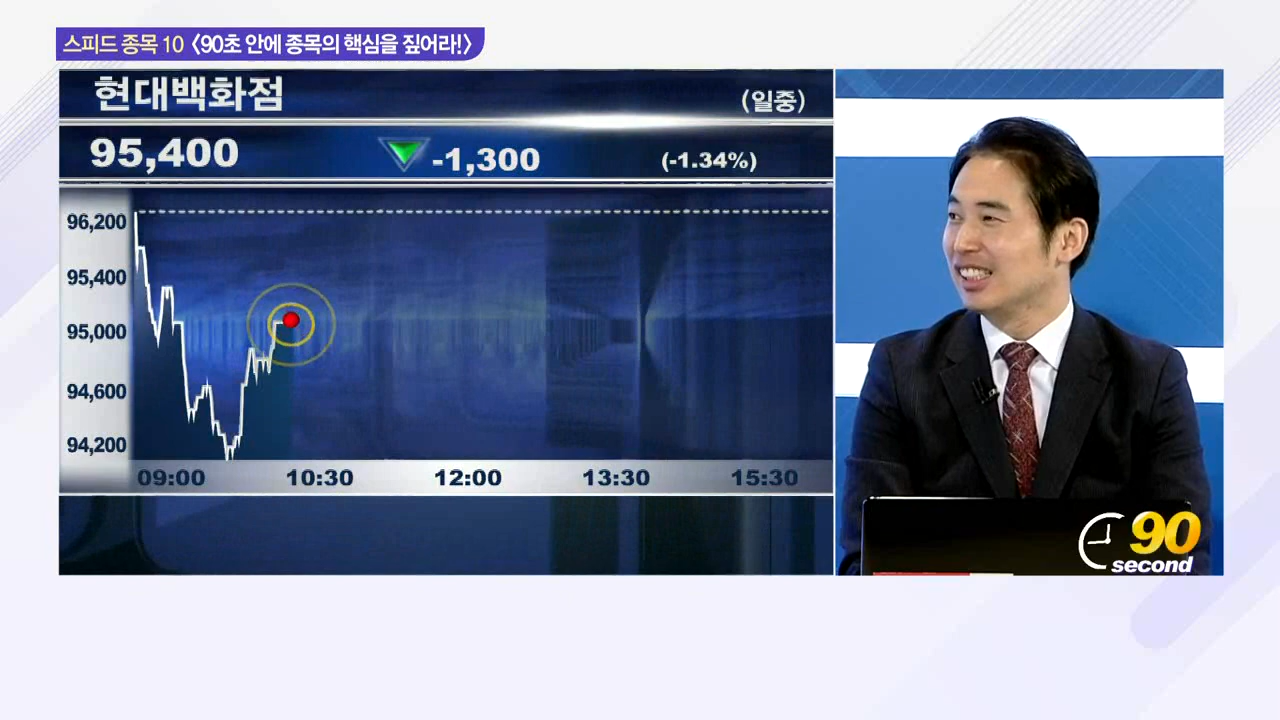 스피드 종목 10 〈90초 안에 종목의 핵심을 짚어라!〉
현대백화점
(일중)
95,400 -1,300 (-1.34%)
96,200
95,400
95,000
94,600
94,200
09:00 10:30 12:00 13:30 15:30
90
second